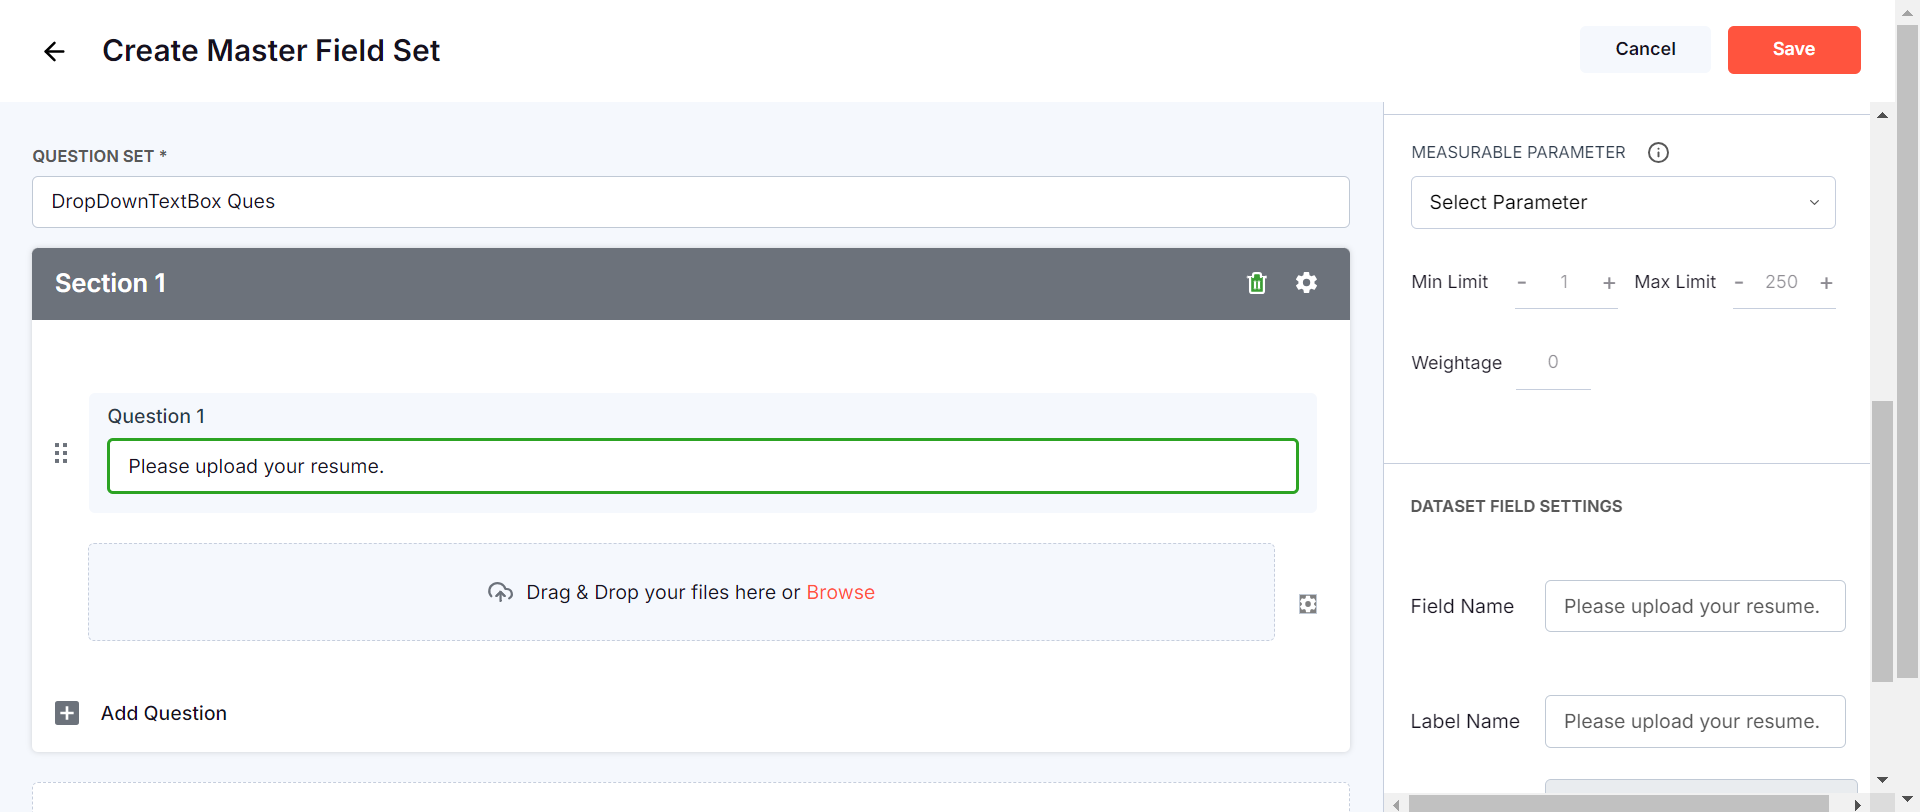 Create Master Field Set
Cancel
Save
QUESTION SET *
DropDownTextBox Ques
Section 1
Question 1
Please upload your resume.
Drag & Drop your files here or Browse
Add Question
MEASURABLE PARAMETER
Select Parameter
Min Limit - 1 + Max Limit - 250 +
Weightage 0
DATASET FIELD SETTINGS
Field Name Please upload your resume.
Label Name Please upload your resume.